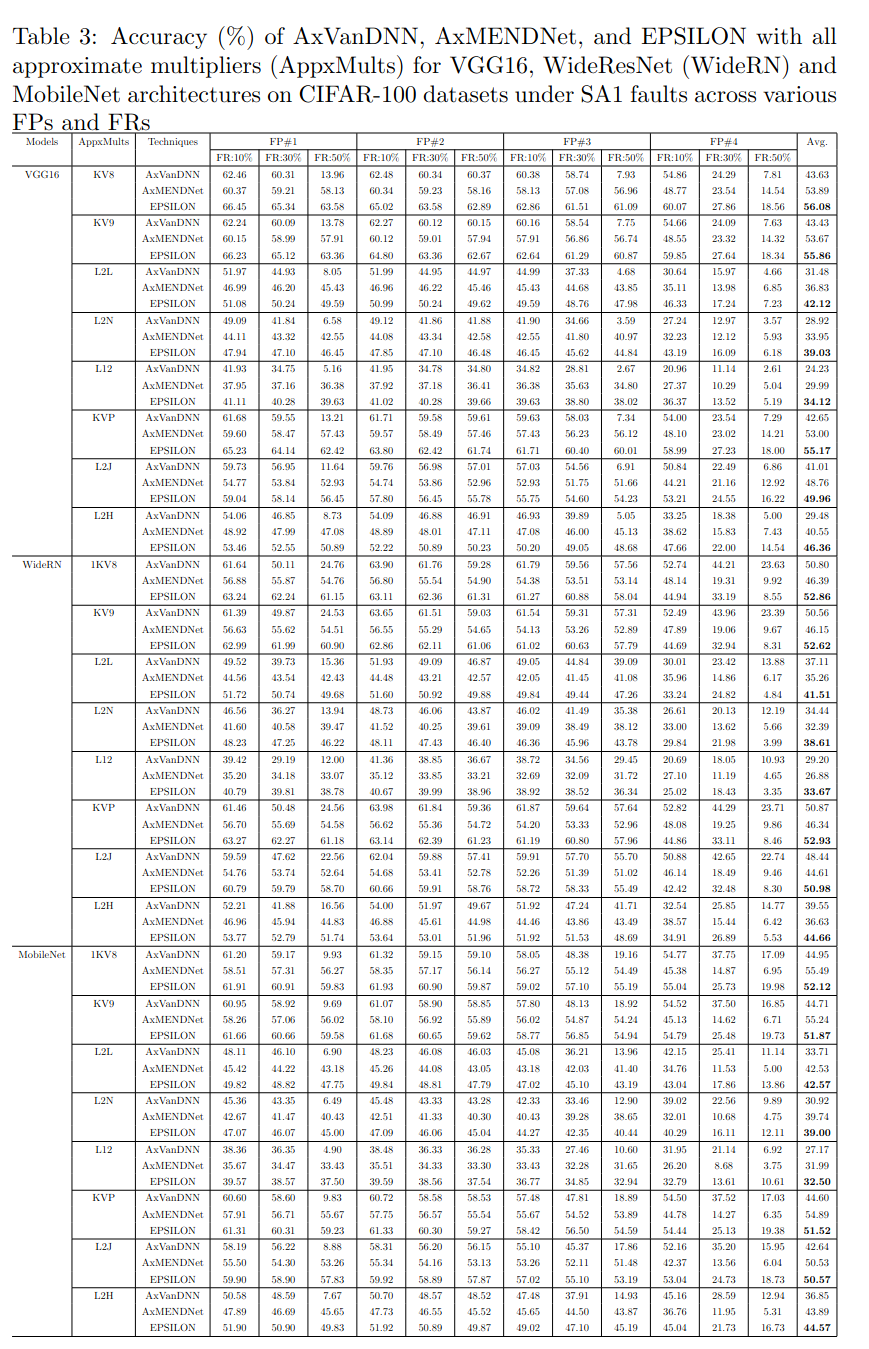 Table 3: Accuracy (%) of AxVanDNN, AxMENDNet, and EPSILON with all
approximate multipliers (AppxMults) for VGG16, WideResNet (WideRN) and
MobileNet architectures on CIFAR-100 datasets under SA1 faults across various
FPs and FRs
Models AppxMults Techniques FP#1 FP#2 FP#3 FP#4 Avg.
FR:10% FR:30% FR:50% FR:10% FR:30% FR:50% FR:10% FR:30% FR:50% FR:10% FR:30% FR:50%
VGG16 KV8 AxVanDNN 62.46 60.31 13.96 62.48 60.34 60.37 60.38 58.74 7.93 54.86 24.29 7.81 43.63
AxMENDNet 60.37 59.21 58.13 60.34 59.23 58.16 58.13 57.08 56.96 48.77 23.54 14.54 53.89
EPSILON 66.45 65.34 63.58 65.02 63.58 62.89 62.86 61.51 61.09 60.07 27.86 18.56 56.08
KV9 AxVanDNN 62.24 60.09 13.78 62.27 60.12 60.15 60.16 58.54 7.75 54.66 24.09 7.63 43.43
AxMENDNet 60.15 58.99 57.91 60.12 59.01 57.94 57.91 56.86 56.74 48.55 23.32 14.32 53.67
EPSILON 66.23 65.12 63.36 64.80 63.36 62.67 62.64 61.29 60.87 59.85 27.64 18.34 55.86
L2L AxVanDNN 51.97 44.93 8.05 51.99 44.95 44.97 44.99 37.33 4.68 30.64 15.97 4.66 31.48
AxMENDNet 46.99 46.20 45.43 46.96 46.22 45.46 45.43 44.68 43.85 35.11 13.98 6.85 36.83
EPSILON 51.08 50.24 49.59 50.99 50.24 49.62 49.59 48.76 47.98 46.33 17.24 7.23 42.12
L2N AxVanDNN 49.09 41.84 6.58 49.12 41.86 41.88 41.90 34.66 3.59 27.24 12.97 3.57 28.92
AxMENDNet 44.11 43.32 42.55 44.08 43.34 42.58 42.55 41.80 40.97 32.23 12.12 5.93 33.95
EPSILON 47.94 47.10 46.45 47.85 47.10 46.48 46.45 45.62 44.84 43.19 16.09 6.18 39.03
L12 AxVanDNN 41.93 34.75 5.16 41.95 34.78 34.80 34.82 28.81 2.67 20.96 11.14 2.61 24.23
AxMENDNet 37.95 37.16 36.38 37.92 37.18 36.41 36.38 35.63 34.80 27.37 10.29 5.04 29.99
EPSILON 41.11 40.28 39.63 41.02 40.28 39.66 39.63 38.80 38.02 36.37 13.52 5.19 34.12
KVP AxVanDNN 61.68 59.55 13.21 61.71 59.58 59.61 59.63 58.03 7.34 54.00 23.54 7.29 42.65
AxMENDNet 59.60 58.47 57.43 59.57 58.49 57.46 57.43 56.23 56.12 48.10 23.02 14.21 53.00
EPSILON 65.23 64.14 62.42 63.80 62.42 61.74 61.71 60.40 60.01 58.99 27.23 18.00 55.17
L2J AxVanDNN 59.73 56.95 11.64 59.76 56.98 57.01 57.03 54.56 6.91 50.84 22.49 6.86 41.01
AxMENDNet 54.77 53.84 52.93 54.74 53.86 52.96 52.93 51.75 51.66 44.21 21.16 12.92 48.76
EPSILON 59.04 58.14 56.45 57.80 56.45 55.78 55.75 54.60 54.23 53.21 24.55 16.22 49.96
L2H AxVanDNN 54.06 46.85 8.73 54.09 46.88 46.91 46.93 39.89 5.05 33.25 18.38 5.00 29.48
AxMENDNet 48.92 47.99 47.08 48.89 48.01 47.11 47.08 46.00 45.13 38.62 15.83 7.43 40.55
EPSILON 53.46 52.55 50.89 52.22 50.89 50.23 50.20 49.05 48.68 47.66 22.00 14.54 46.36
WideRN 1KV8 AxVanDNN 61.64 50.11 24.76 63.90 61.76 59.28 61.79 59.56 57.56 52.74 44.21 23.63 50.80
AxMENDNet 56.88 55.87 54.76 56.80 55.54 54.90 54.38 53.51 53.14 48.14 19.31 9.92 46.39
EPSILON 63.24 62.24 61.15 63.11 62.36 61.31 61.27 60.88 58.04 44.94 33.19 8.55 52.86
KV9 AxVanDNN 61.39 49.87 24.53 63.65 61.51 59.03 61.54 59.31 57.31 52.49 43.96 23.39 50.56
AxMENDNet 56.63 55.62 54.51 56.55 55.29 54.65 54.13 53.26 52.89 47.89 19.06 9.67 46.15
EPSILON 62.99 61.99 60.90 62.86 62.11 61.06 61.02 60.63 57.79 44.69 32.94 8.31 52.62
L2L AxVanDNN 49.52 39.73 15.36 51.93 49.09 46.87 49.05 44.84 39.09 30.01 23.42 13.88 37.11
AxMENDNet 44.56 43.54 42.43 44.48 43.21 42.57 42.05 41.45 41.08 35.96 14.86 6.17 35.26
EPSILON 51.72 50.74 49.68 51.60 50.92 49.88 49.84 49.44 47.26 33.24 24.82 4.84 41.51
L2N AxVanDNN 46.56 36.27 13.94 48.73 46.06 43.87 46.02 41.49 35.38 26.61 20.13 12.19 34.44
AxMENDNet 41.60 40.58 39.47 41.52 40.25 39.61 39.09 38.49 38.12 33.00 13.62 5.66 32.39
EPSILON 48.23 47.25 46.22 48.11 47.43 46.40 46.36 45.96 43.78 29.84 21.98 3.99 38.61
L12 AxVanDNN 39.42 29.19 12.00 41.36 38.85 36.67 38.72 34.56 29.45 20.69 18.05 10.93 29.20
AxMENDNet 35.20 34.18 33.07 35.12 33.85 33.21 32.69 32.09 31.72 27.10 11.19 4.65 26.88
EPSILON 40.79 39.81 38.78 40.67 39.99 38.96 38.92 38.52 36.34 25.02 18.43 3.35 33.67
KVP AxVanDNN 61.46 50.48 24.56 63.98 61.84 59.36 61.87 59.64 57.64 52.82 44.29 23.71 50.87
AxMENDNet 56.70 55.69 54.58 56.62 55.36 54.72 54.20 53.33 52.96 48.08 19.25 9.86 46.34
EPSILON 63.27 62.27 61.18 63.14 62.39 61.23 61.19 60.80 57.96 44.86 33.11 8.46 52.93
L2J AxVanDNN 59.59 47.62 22.56 62.04 59.88 57.41 59.91 57.70 55.70 50.88 42.65 22.74 48.44
AxMENDNet 54.76 53.74 52.64 54.68 53.41 52.78 52.26 51.39 51.02 46.14 18.49 9.46 44.61
EPSILON 60.79 59.79 58.70 60.66 59.91 58.76 58.72 58.33 55.49 42.42 32.48 8.30 50.98
L2H AxVanDNN 52.21 41.88 16.56 54.00 51.91 49.67 51.92 47.24 41.71 32.54 25.85 14.77 39.55
AxMENDNet 46.96 45.94 44.83 46.88 45.61 44.98 44.46 43.86 43.49 38.57 15.44 6.42 36.63
EPSILON 53.77 52.79 51.74 53.64 53.01 51.96 51.92 51.53 48.69 34.91 26.89 5.53 44.66
MobileNet 1KV8 AxVanDNN 61.20 59.17 9.93 61.32 59.15 59.10 58.05 48.38 19.16 54.77 37.75 17.09 44.95
AxMENDNet 58.51 57.31 56.27 58.35 57.17 56.14 56.27 55.12 54.49 45.38 14.87 6.95 55.49
EPSILON 61.91 60.91 59.83 61.93 60.90 59.87 59.02 57.10 55.19 55.04 25.73 19.98 52.12
KV9 AxVanDNN 60.95 58.92 9.69 61.07 58.90 58.85 57.80 48.13 18.92 54.52 37.50 16.85 44.71
AxMENDNet 58.26 57.06 56.02 58.10 56.92 55.89 56.02 54.87 54.24 45.13 14.62 6.71 55.24
EPSILON 61.66 60.66 59.58 61.68 60.65 59.62 58.77 56.85 54.94 54.79 25.48 19.73 51.87
L2L AxVanDNN 48.11 46.10 6.90 48.23 46.08 46.03 45.08 36.21 13.96 42.15 25.41 11.14 33.71
AxMENDNet 45.42 44.22 43.18 45.26 44.08 43.05 43.18 42.03 41.40 34.76 11.53 5.00 42.53
EPSILON 49.82 48.82 47.75 49.84 48.81 47.79 47.02 45.10 43.19 43.04 17.86 13.86 42.57
L2N AxVanDNN 45.36 43.35 6.49 45.48 43.33 43.28 42.33 33.46 12.90 39.02 22.56 9.89 30.92
AxMENDNet 42.67 41.47 40.43 42.51 41.33 40.30 40.43 39.28 38.65 32.01 10.68 4.75 39.74
EPSILON 47.07 46.07 45.00 47.09 46.06 45.04 44.27 42.35 40.44 40.29 16.11 12.11 39.00
L12 AxVanDNN 38.36 36.35 4.90 38.48 36.33 36.28 35.33 27.46 10.60 31.95 21.14 6.92 27.17
AxMENDNet 35.67 34.47 33.43 35.51 34.33 33.30 33.43 32.28 31.65 26.20 8.68 3.75 31.99
EPSILON 39.57 38.57 37.50 39.59 38.56 37.54 36.77 34.85 32.94 32.79 13.61 10.61 32.50
KVP AxVanDNN 60.60 58.60 9.83 60.72 58.58 58.53 57.48 47.81 18.89 54.50 37.52 17.03 44.60
AxMENDNet 57.91 56.71 55.67 57.75 56.57 55.54 55.67 54.52 53.89 44.78 14.27 6.35 54.89
EPSILON 61.31 60.31 59.23 61.33 60.30 59.27 58.42 56.50 54.59 54.44 25.13 19.38 51.52
L2J AxVanDNN 58.19 56.22 8.88 58.31 56.20 56.15 55.10 45.37 17.86 52.16 35.20 15.95 42.64
AxMENDNet 55.50 54.30 53.26 55.34 54.16 53.13 53.26 52.11 51.48 42.37 13.56 6.04 50.53
EPSILON 59.90 58.90 57.83 59.92 58.89 57.87 57.02 55.10 53.19 53.04 24.73 18.73 50.57
L2H AxVanDNN 50.58 48.59 7.67 50.70 48.57 48.52 47.48 37.91 14.93 45.16 28.59 12.94 36.85
AxMENDNet 47.89 46.69 45.65 47.73 46.55 45.52 45.65 44.50 43.87 36.76 11.95 5.31 43.89
EPSILON 51.90 50.90 49.83 51.92 50.89 49.87 49.02 47.10 45.19 45.04 21.73 16.73 44.57